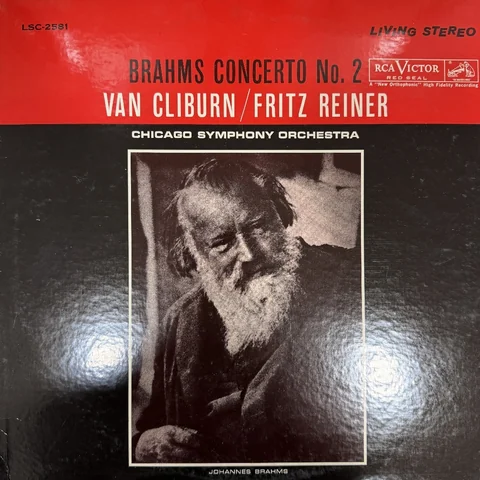 LSC-2581
LIVING STEREO
BRAHMS CONCERTO No. 2
RCA VICTOR
RED SEAL
A "New Orthophonic" High Fidelity Recording
VAN CLIBURN/FRITZ REINER
CHICAGO SYMPHONY ORCHESTRA
JOHANNES BRAHMS